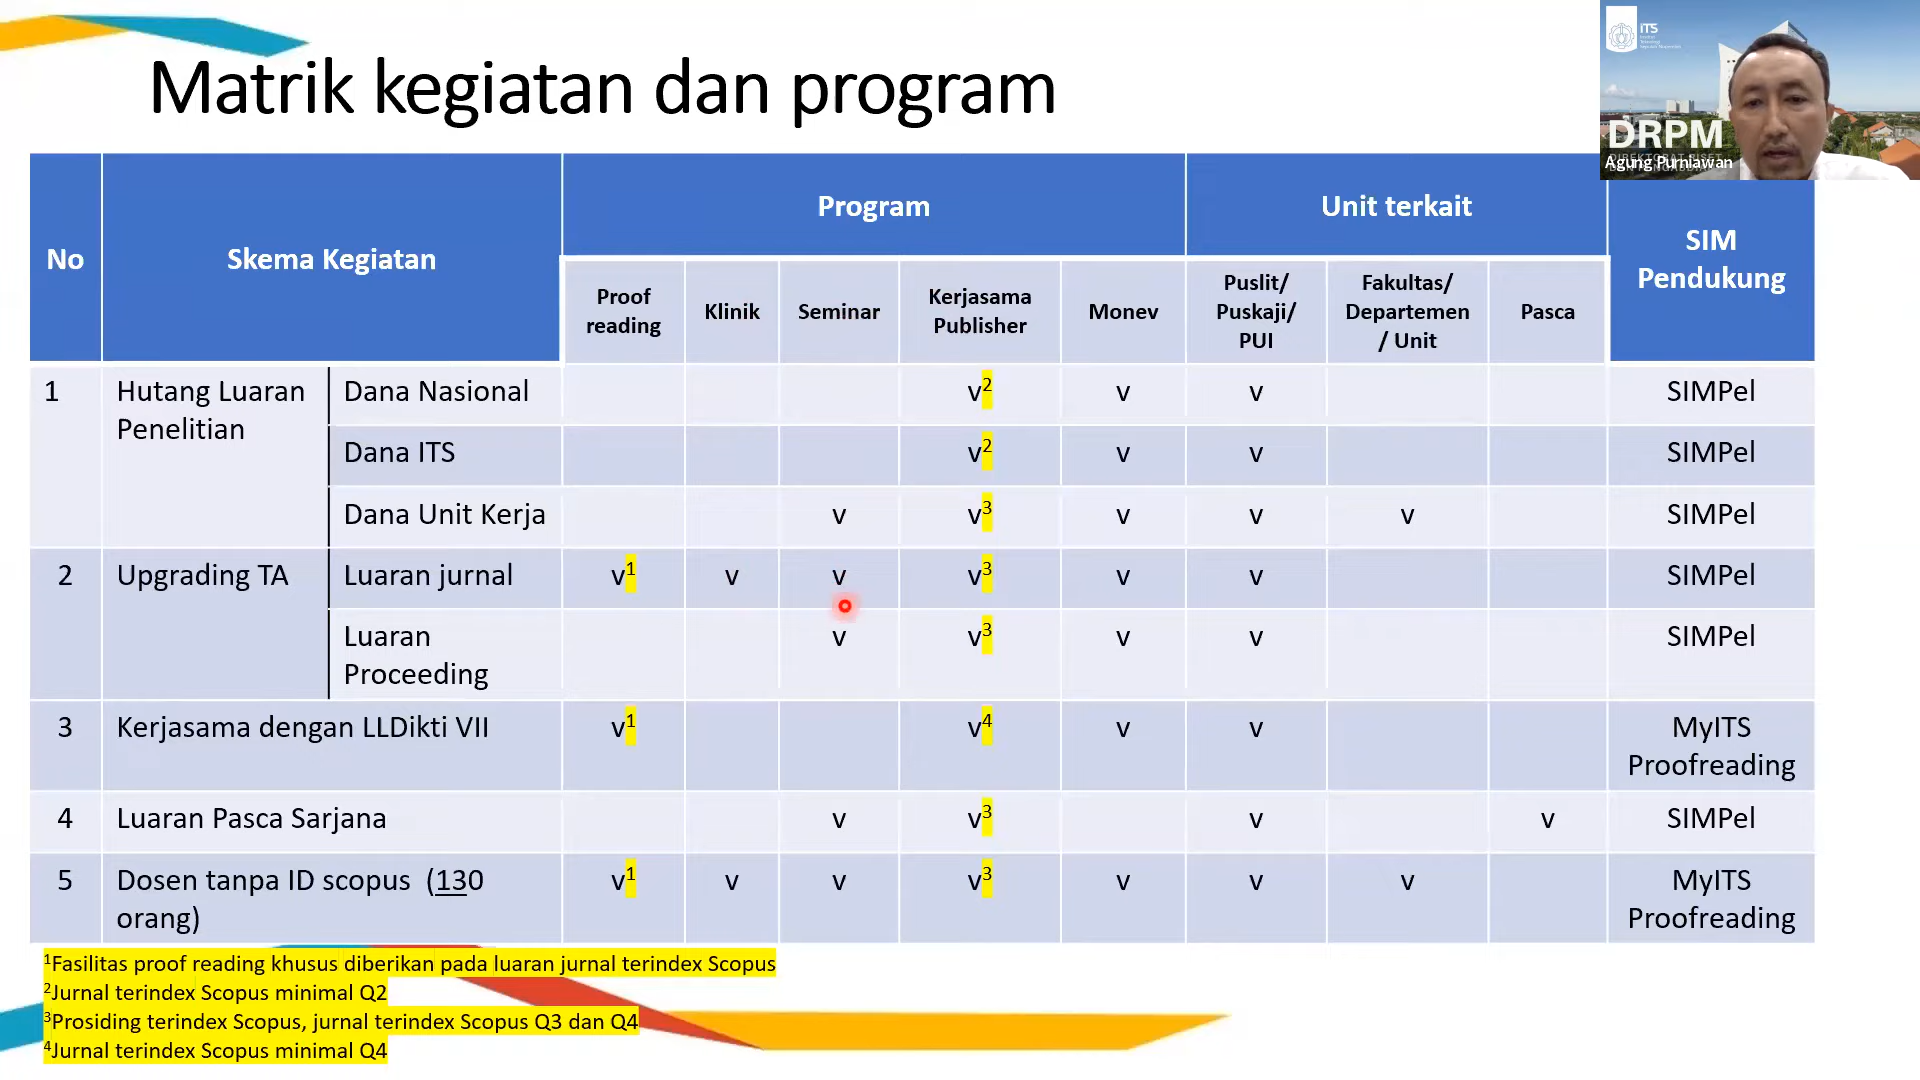 Matrik kegiatan dan program
ITS
DRPM
Agung Purniawan
No
Skema Kegiatan
Program
Unit terkait
SIM
Pendukung
Proof
reading
Klinik
Seminar
Kerjasama
Publisher
Monev
Puslit/
Puskaji/
PUI
Fakultas/
Departemen
/ Unit
Pasca
1 Hutang Luaran Penelitian Dana Nasional v² v v SIMPel
Dana ITS v² v v SIMPel
Dana Unit Kerja v v³ v v v SIMPel
2 Upgrading TA Luaran jurnal v¹ v v v³ v v SIMPel
Luaran Proceeding v v³ v v SIMPel
3 Kerjasama dengan LLDikti VII v¹ v⁴ v v MyITS Proofreading
4 Luaran Pasca Sarjana v v³ v v SIMPel
5 Dosen tanpa ID scopus (130 orang) v¹ v v v³ v v v MyITS Proofreading
¹Fasilitas proof reading khusus diberikan pada luaran jurnal terindex Scopus
²Jurnal terindex Scopus minimal Q2
³Prosiding terindex Scopus, jurnal terindex Scopus Q3 dan Q4
⁴Jurnal terindex Scopus minimal Q4